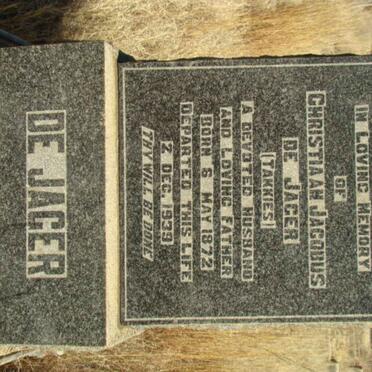 IN LOVING MEMORY
OF
CHRISTIAAN JACOBUS
DE JAGER
(TAKKIES)
A DEVOTED HUSBAND
AND LOVING FATHER
BORN 6 MAY 1872
DEPARTED THIS LIFE
2 DEC. 1939
THY WILL BE DONE
DE JAGER